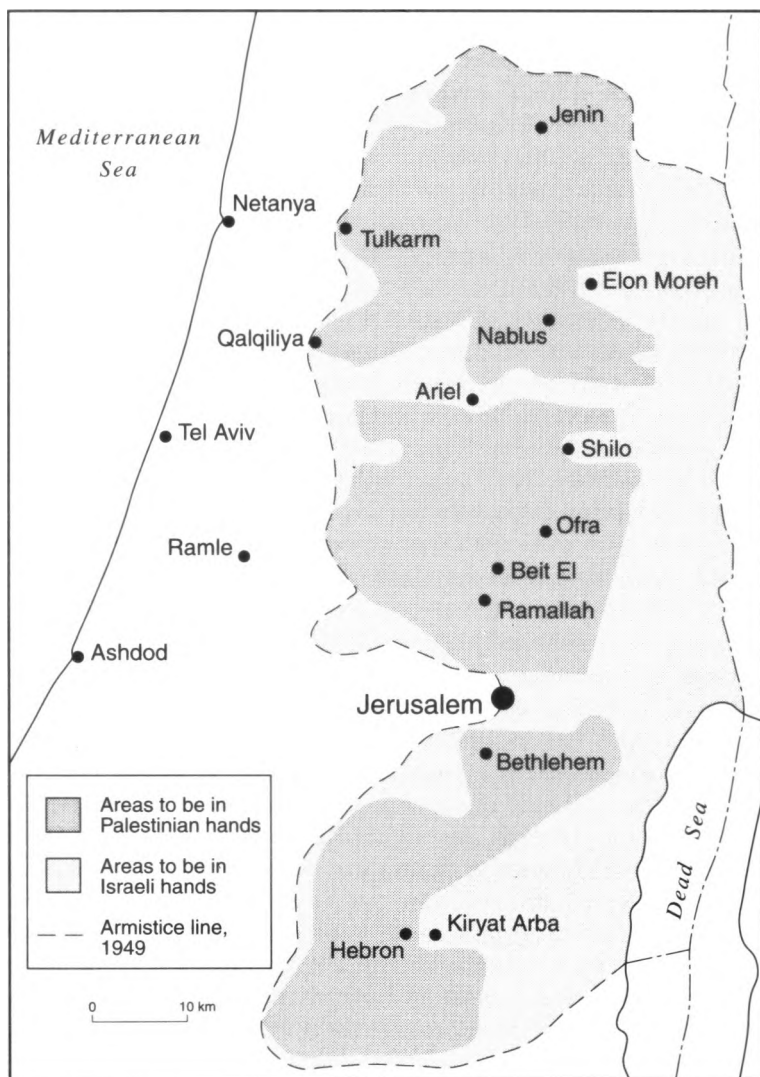 Mediterranean
Sea
Jenin
Netanya
Tulkarm
Elon Moreh
Nablus
Qalqiliya
Ariel
Tel Aviv
Shilo
Ofra
Ramle
Beit El
Ramallah
Ashdod
Jerusalem
Bethlehem
Dead Sea
Areas to be in
Palestinian hands
Areas to be in
Israeli hands
Armistice line,
1949
Kiryat Arba
Hebron
0 10 km